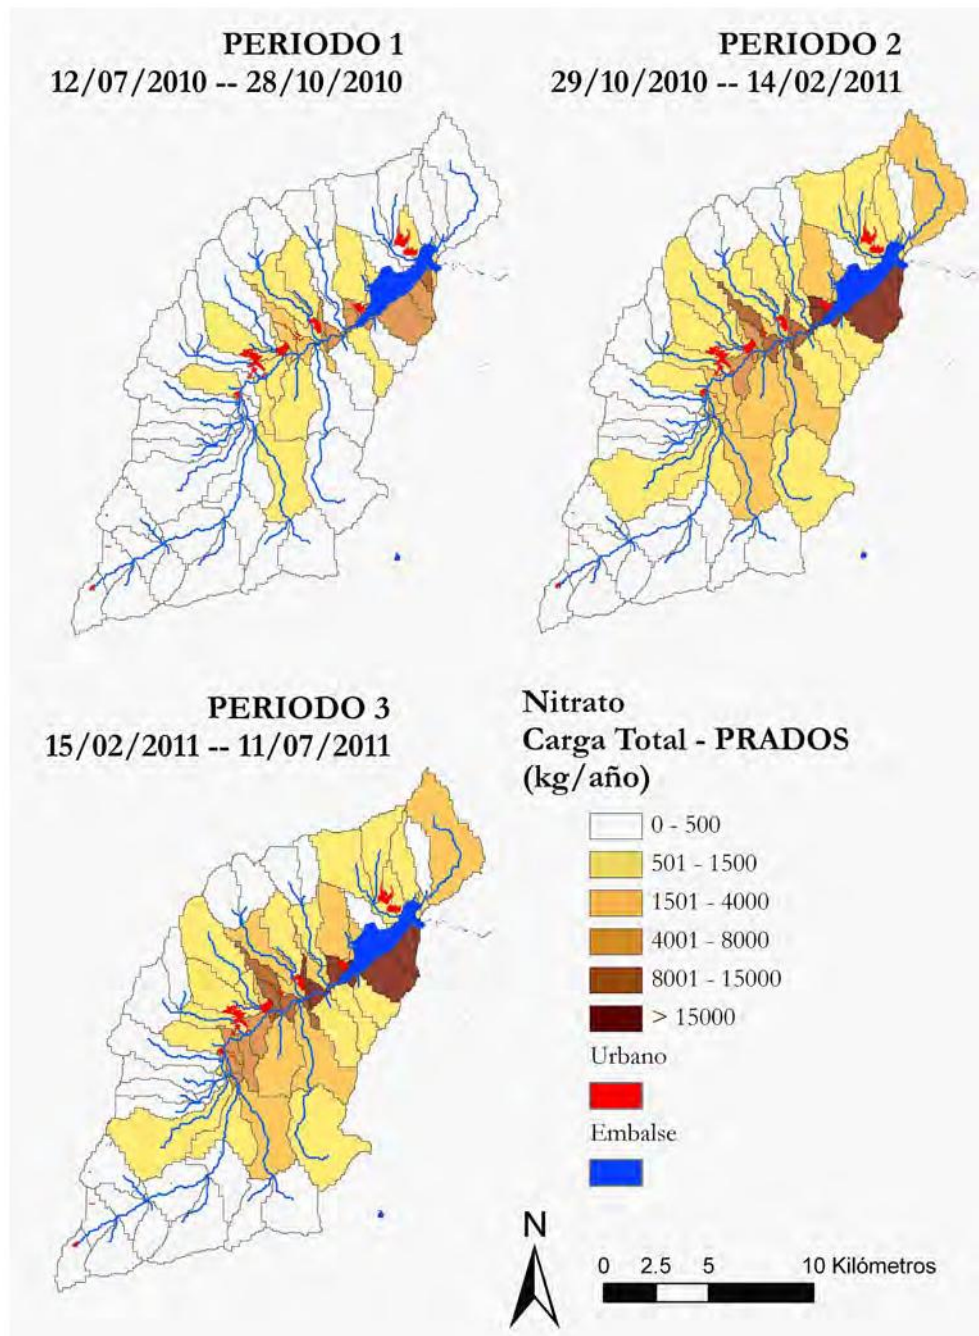 PERIODO 1
12/07/2010 -- 28/10/2010
PERIODO 2
29/10/2010 -- 14/02/2011
PERIODO 3
15/02/2011 -- 11/07/2011
Nitrato
Carga Total - PRADOS
(kg/año)
0 - 500
501 - 1500
1501 - 4000
4001 - 8000
8001 - 15000
> 15000
Urbano
Embalse
N
0 2.5 5 10 Kilómetros